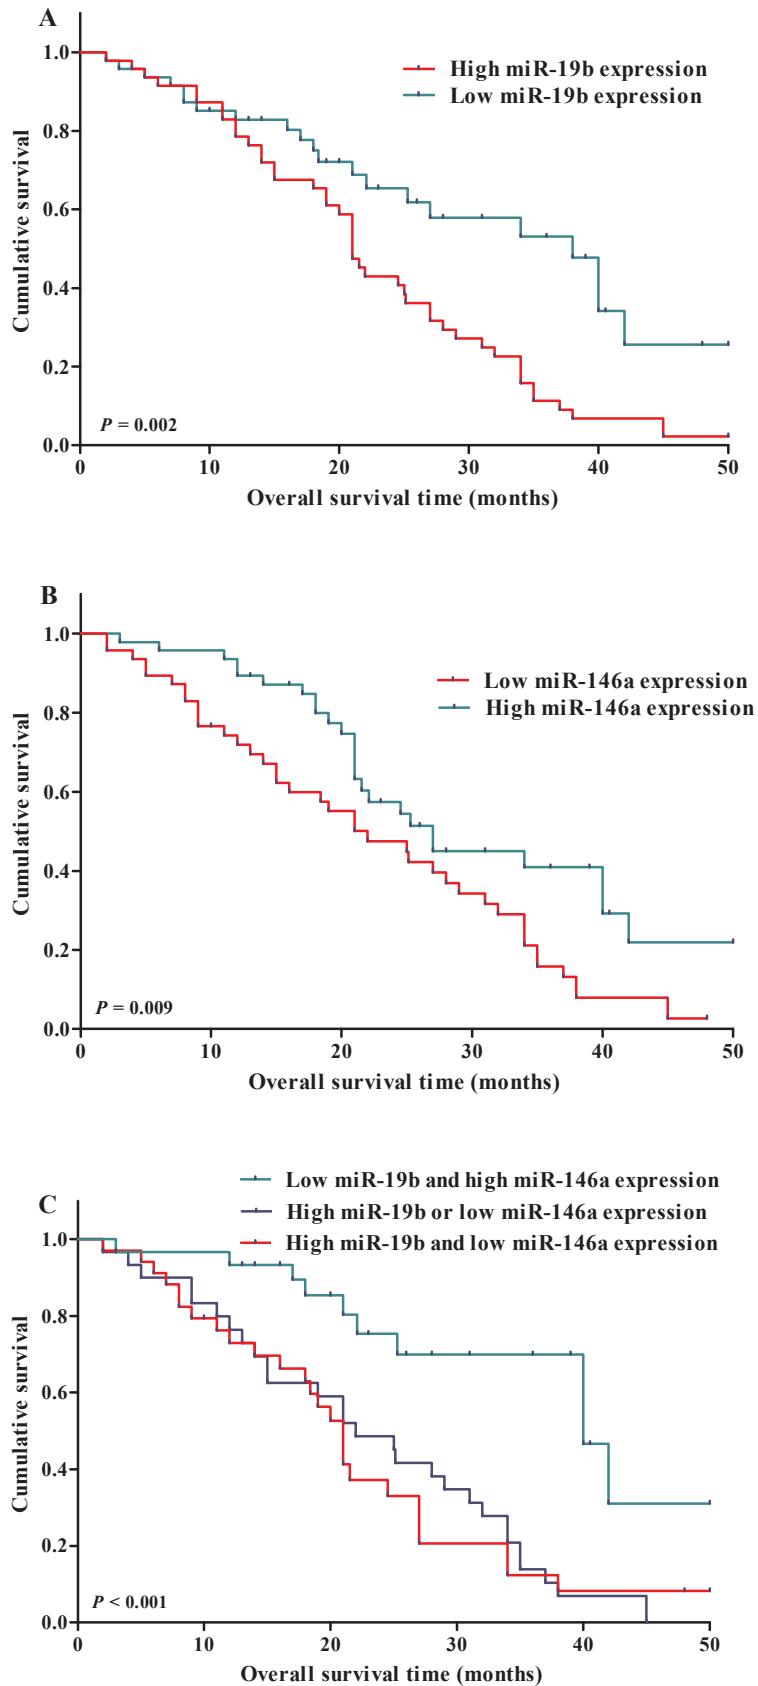 A
High miR-19b expression
Low miR-19b expression
1.0
0.8
0.6
0.4
0.2
0.0
Cumulative survival
P = 0.002
0 10 20 30 40 50
Overall survival time (months)
B
Low miR-146a expression
High miR-146a expression
1.0
0.8
0.6
0.4
0.2
0.0
Cumulative survival
P = 0.009
0 10 20 30 40 50
Overall survival time (months)
Low miR-19b and high miR-146a expression
C
High miR-19b or low miR-146a expression
High miR-19b and low miR-146a expression
1.0
0.8
0.6
0.4
0.2
0.0
Cumulative survival
P < 0.001
0 10 20 30 40 50
Overall survival time (months)